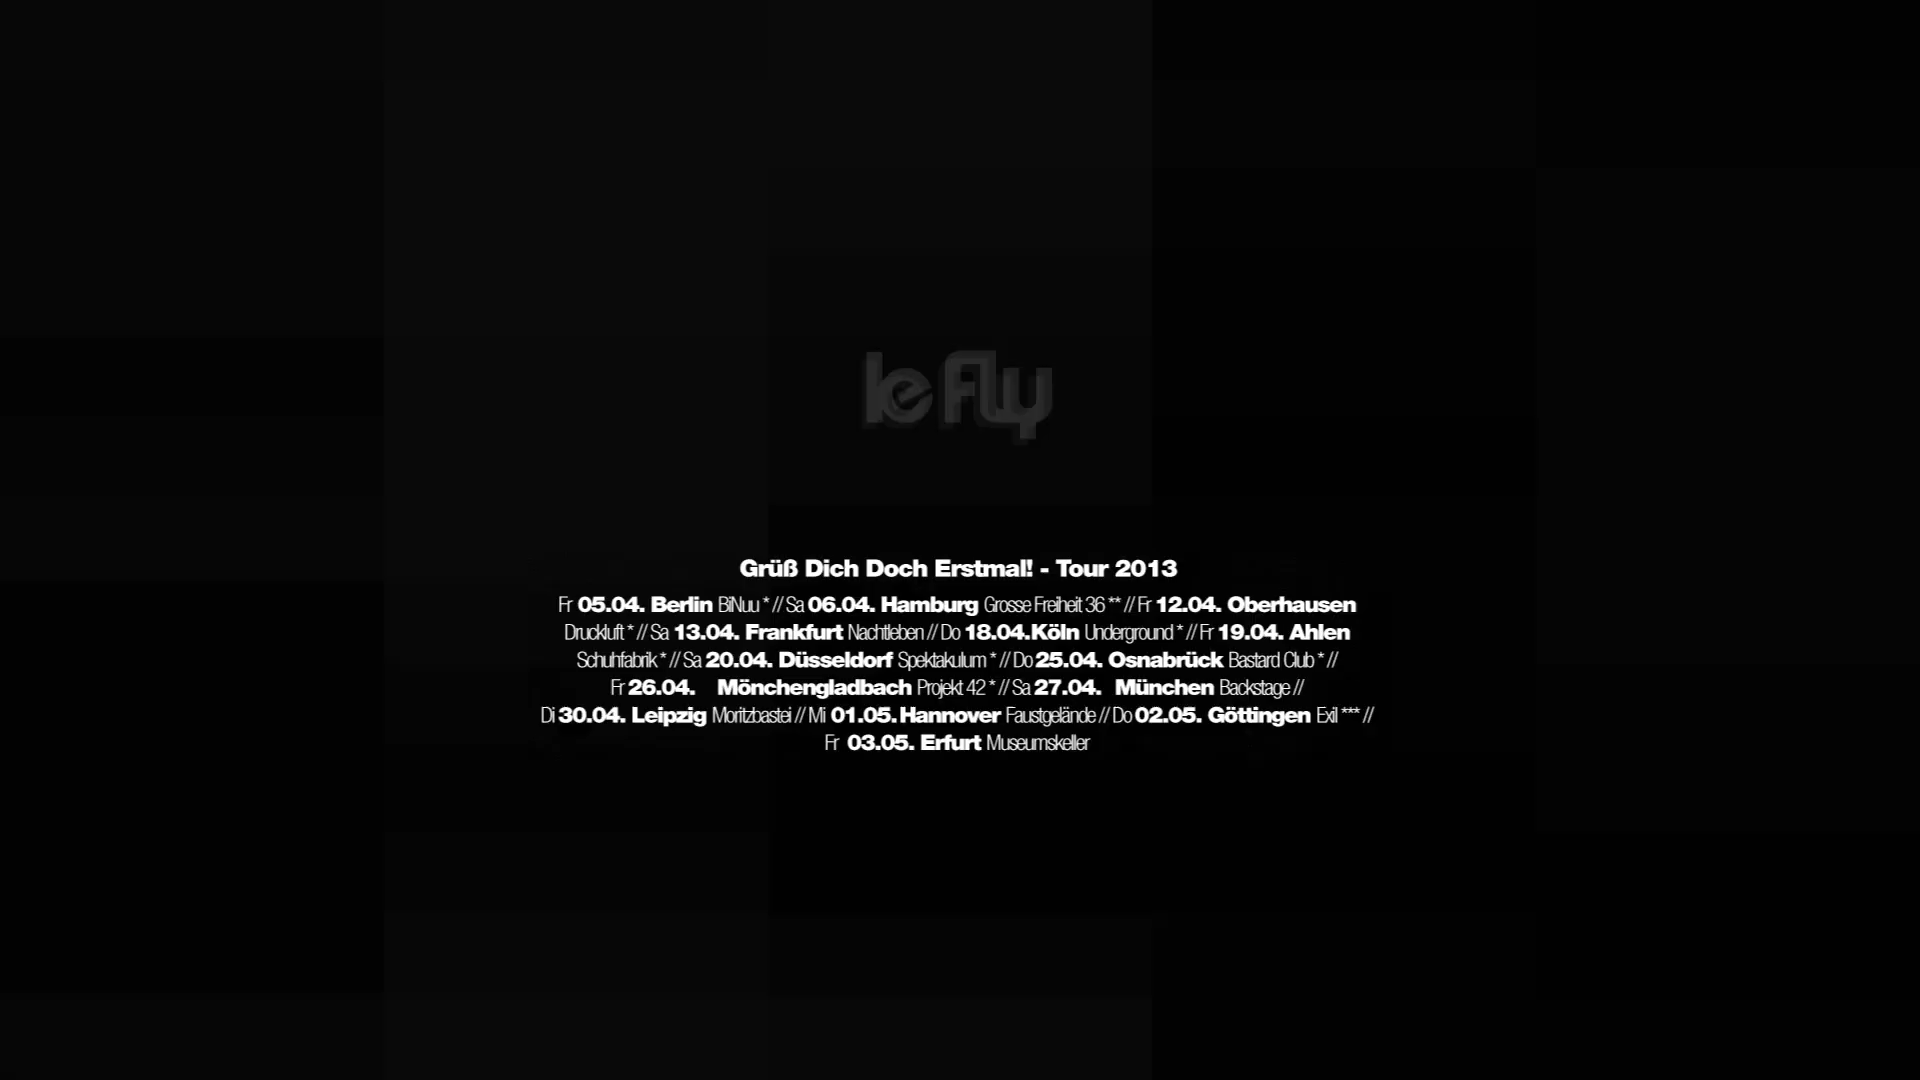 le fly
Grüß Dich Doch Erstmal! - Tour 2013
Fr 05.04. Berlin BiNuu * // Sa 06.04. Hamburg Grosse Freiheit 36 ** // Fr 12.04. Oberhausen
Druckluft * // Sa 13.04. Frankfurt Nachtleben // Do 18.04.Köln Underground * // Fr 19.04. Ahlen
Schuhfabrik * // Sa 20.04. Düsseldorf Spektakulum * // Do 25.04. Osnabrück Bastard Club * //
Fr 26.04. Mönchengladbach Projekt 42 * // Sa 27.04. München Backstage //
Di 30.04. Leipzig Moritzbastei // Mi 01.05. Hannover Faustgelände // Do 02.05. Göttingen Exil *** //
Fr 03.05. Erfurt Museumskeller